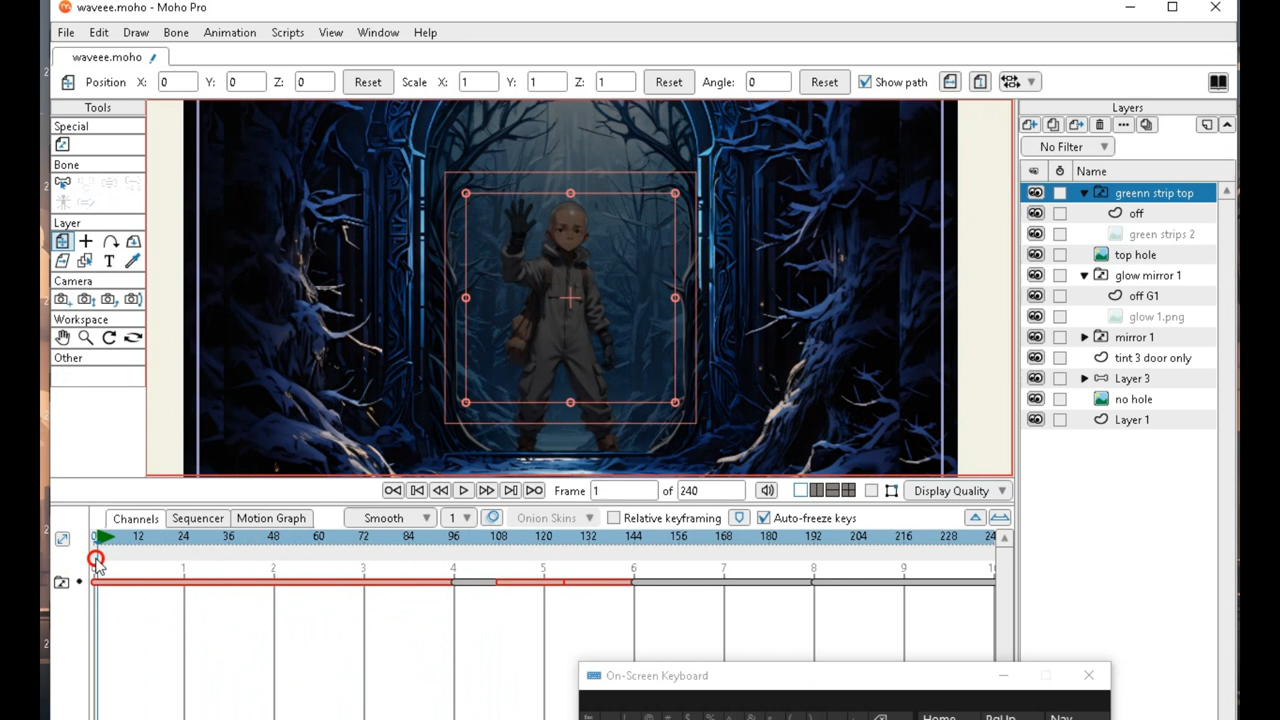 waveee.moho - Moho Pro
File Edit Draw Bone Animation Scripts View Window Help
waveee.moho
Position X: 0 Y: 0 Z: 0 Reset Scale X: 1 Y: 1 Z: 1 Reset Angle: 0 Reset Show path
Tools
Special
Bone
Layer
Camera
Workspace
Other
Layers
No Filter
Name
greenn strip top
off
green strips 2
top hole
glow mirror 1
off G1
glow 1.png
mirror 1
tint 3 door only
Layer 3
no hole
Layer 1
Frame 1 of 240 Display Quality
Channels Sequencer Motion Graph Smooth 1 Onion Skins Relative keyframing Auto-freeze keys
0 12 24 36 48 60 72 84 96 108 120 132 144 156 168 180 192 204 216 228 24
1 2 3 4 5 6 7 8 9 10
On-Screen Keyboard
Home PgUp Nav